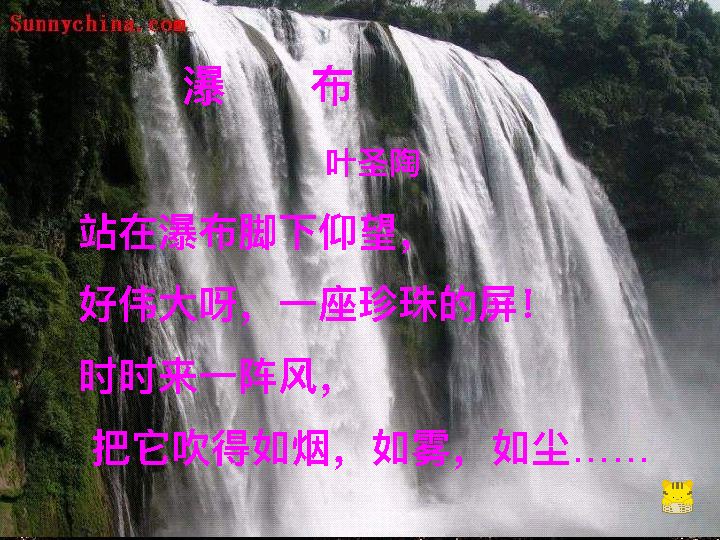 Sunnychina.com
瀑 布
叶圣陶
站在瀑布脚下仰望，
好伟大呀，一座珍珠的屏！
时时来一阵风，
把它吹得如烟，如雾，如尘……